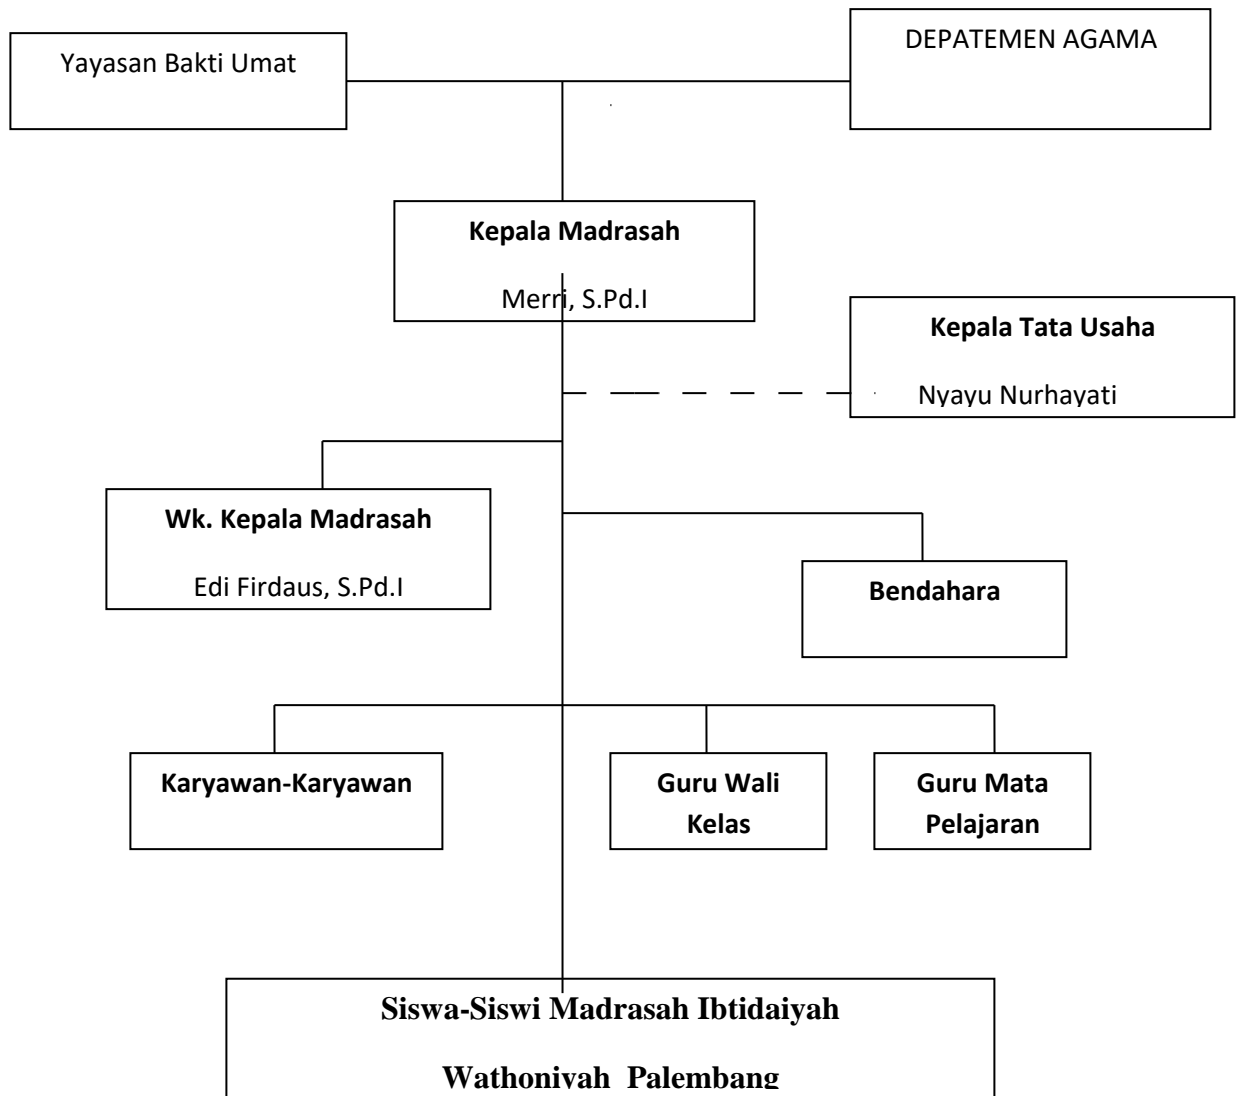 Yayasan Bakti Umat
DEPATEMEN AGAMA
Kepala Madrasah
Merri, S.Pd.I
Kepala Tata Usaha
Nyayu Nurhayati
Wk. Kepala Madrasah
Edi Firdaus, S.Pd.I
Bendahara
Karyawan-Karyawan
Guru Wali
Kelas
Guru Mata
Pelajaran
Siswa-Siswi Madrasah Ibtidaiyah
Wathoniyah Palembang